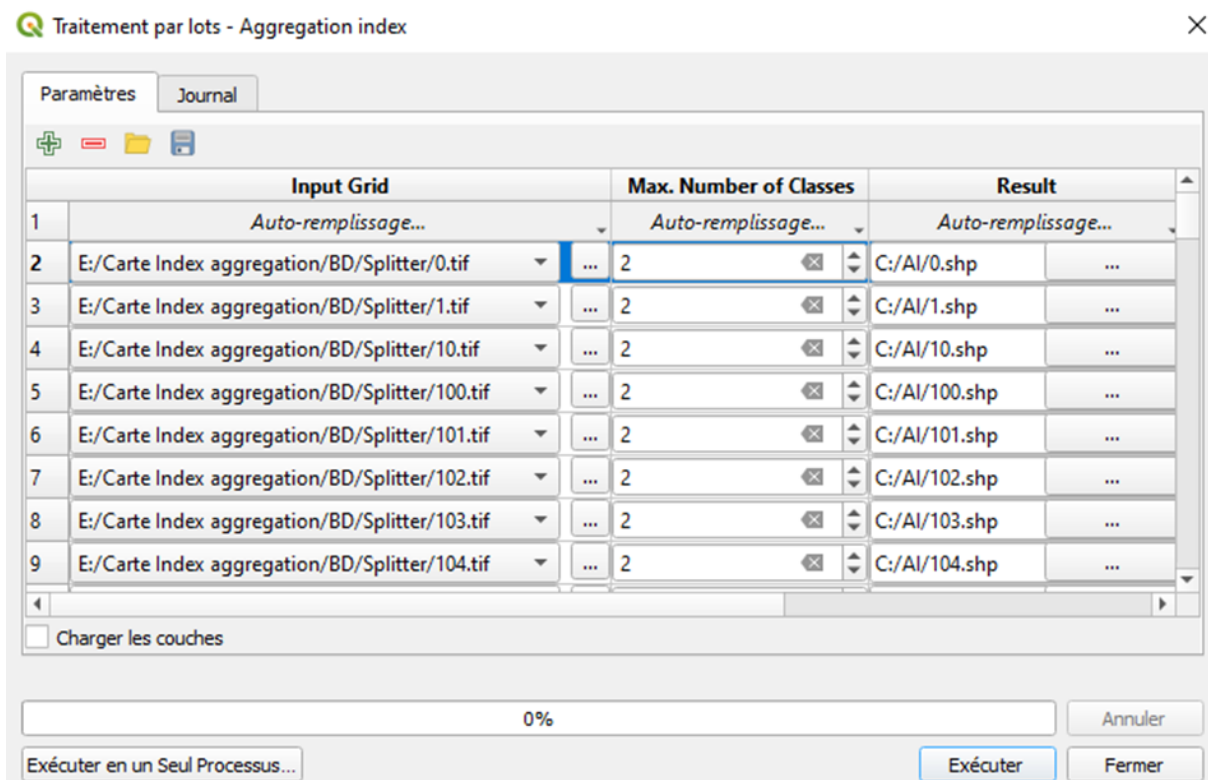 Traitement par lots - Aggregation index
Paramètres Journal
Input Grid Max. Number of Classes Result
1 Auto-remplissage... Auto-remplissage... Auto-remplissage...
2 E:/Carte Index aggregation/BD/Splitter/0.tif ... 2 C:/AI/0.shp ...
3 E:/Carte Index aggregation/BD/Splitter/1.tif ... 2 C:/AI/1.shp ...
4 E:/Carte Index aggregation/BD/Splitter/10.tif ... 2 C:/AI/10.shp ...
5 E:/Carte Index aggregation/BD/Splitter/100.tif ... 2 C:/AI/100.shp ...
6 E:/Carte Index aggregation/BD/Splitter/101.tif ... 2 C:/AI/101.shp ...
7 E:/Carte Index aggregation/BD/Splitter/102.tif ... 2 C:/AI/102.shp ...
8 E:/Carte Index aggregation/BD/Splitter/103.tif ... 2 C:/AI/103.shp ...
9 E:/Carte Index aggregation/BD/Splitter/104.tif ... 2 C:/AI/104.shp ...
Charger les couches
0% Annuler
Exécuter en un Seul Processus... Exécuter Fermer